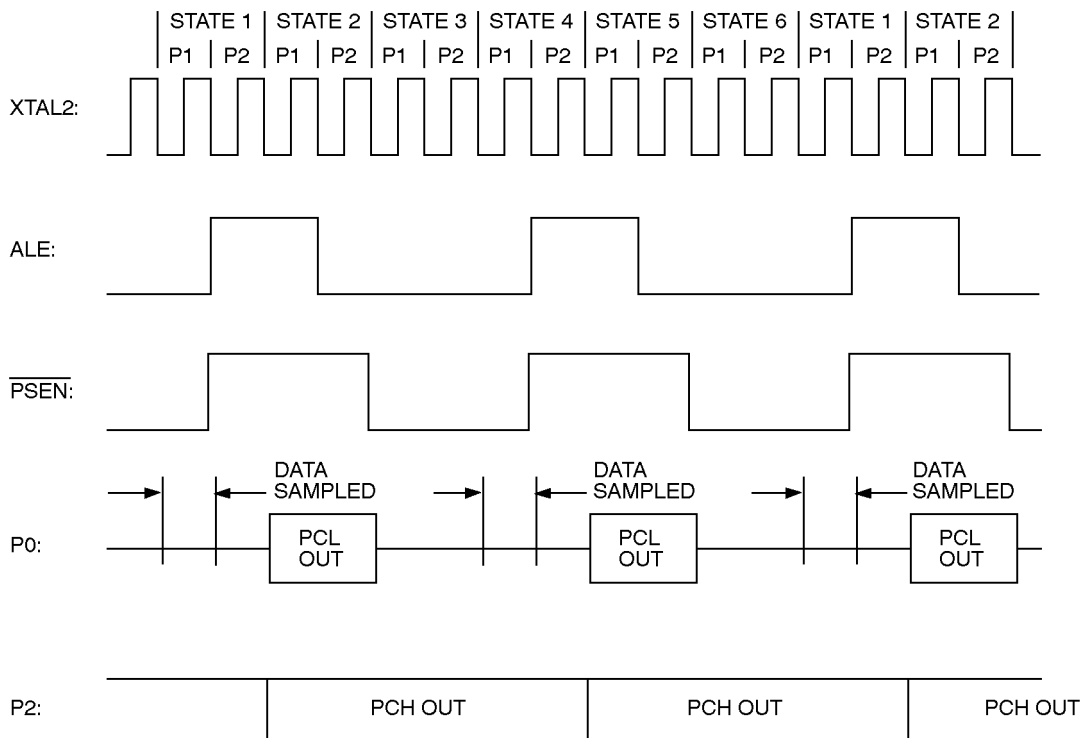 STATE 1 STATE 2 STATE 3 STATE 4 STATE 5 STATE 6 STATE 1 STATE 2
P1 P2 P1 P2 P1 P2 P1 P2 P1 P2 P1 P2 P1 P2 P1 P2
XTAL2:
ALE:
PSEN:
DATA SAMPLED DATA SAMPLED DATA SAMPLED
P0:
PCL OUT PCL OUT PCL OUT
P2:
PCH OUT PCH OUT PCH OUT